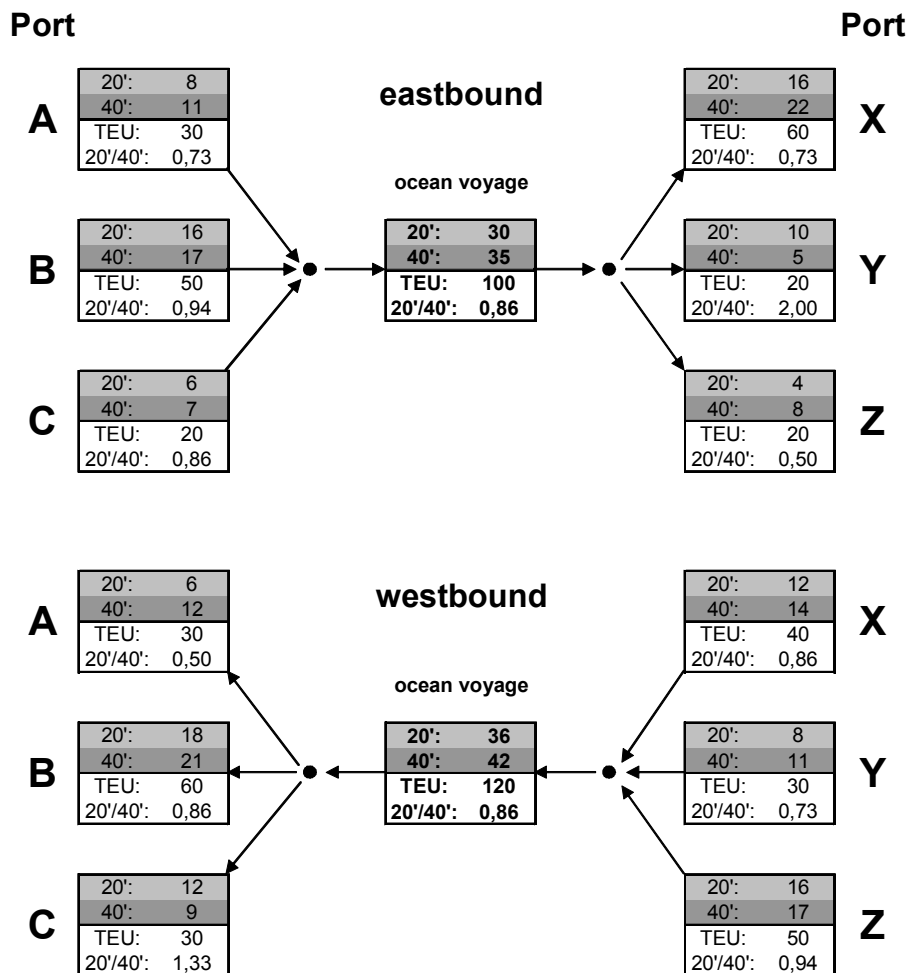 Port Port
20': 8 eastbound 20': 16
A 40': 11 40': 22 X
TEU: 30 TEU: 60
20'/40': 0,73 20'/40': 0,73
ocean voyage
20': 16 20': 30 20': 10
B 40': 17 40': 35 40': 5 Y
TEU: 50 TEU: 100 TEU: 20
20'/40': 0,94 20'/40': 0,86 20'/40': 2,00
20': 6 20': 4
C 40': 7 40': 8 Z
TEU: 20 TEU: 20
20'/40': 0,86 20'/40': 0,50
20': 6 westbound 20': 12
A 40': 12 40': 14 X
TEU: 30 TEU: 40
20'/40': 0,50 20'/40': 0,86
ocean voyage
20': 18 20': 36 20': 8
B 40': 21 40': 42 40': 11 Y
TEU: 60 TEU: 120 TEU: 30
20'/40': 0,86 20'/40': 0,86 20'/40': 0,73
20': 12 20': 16
C 40': 9 40': 17 Z
TEU: 30 TEU: 50
20'/40': 1,33 20'/40': 0,94